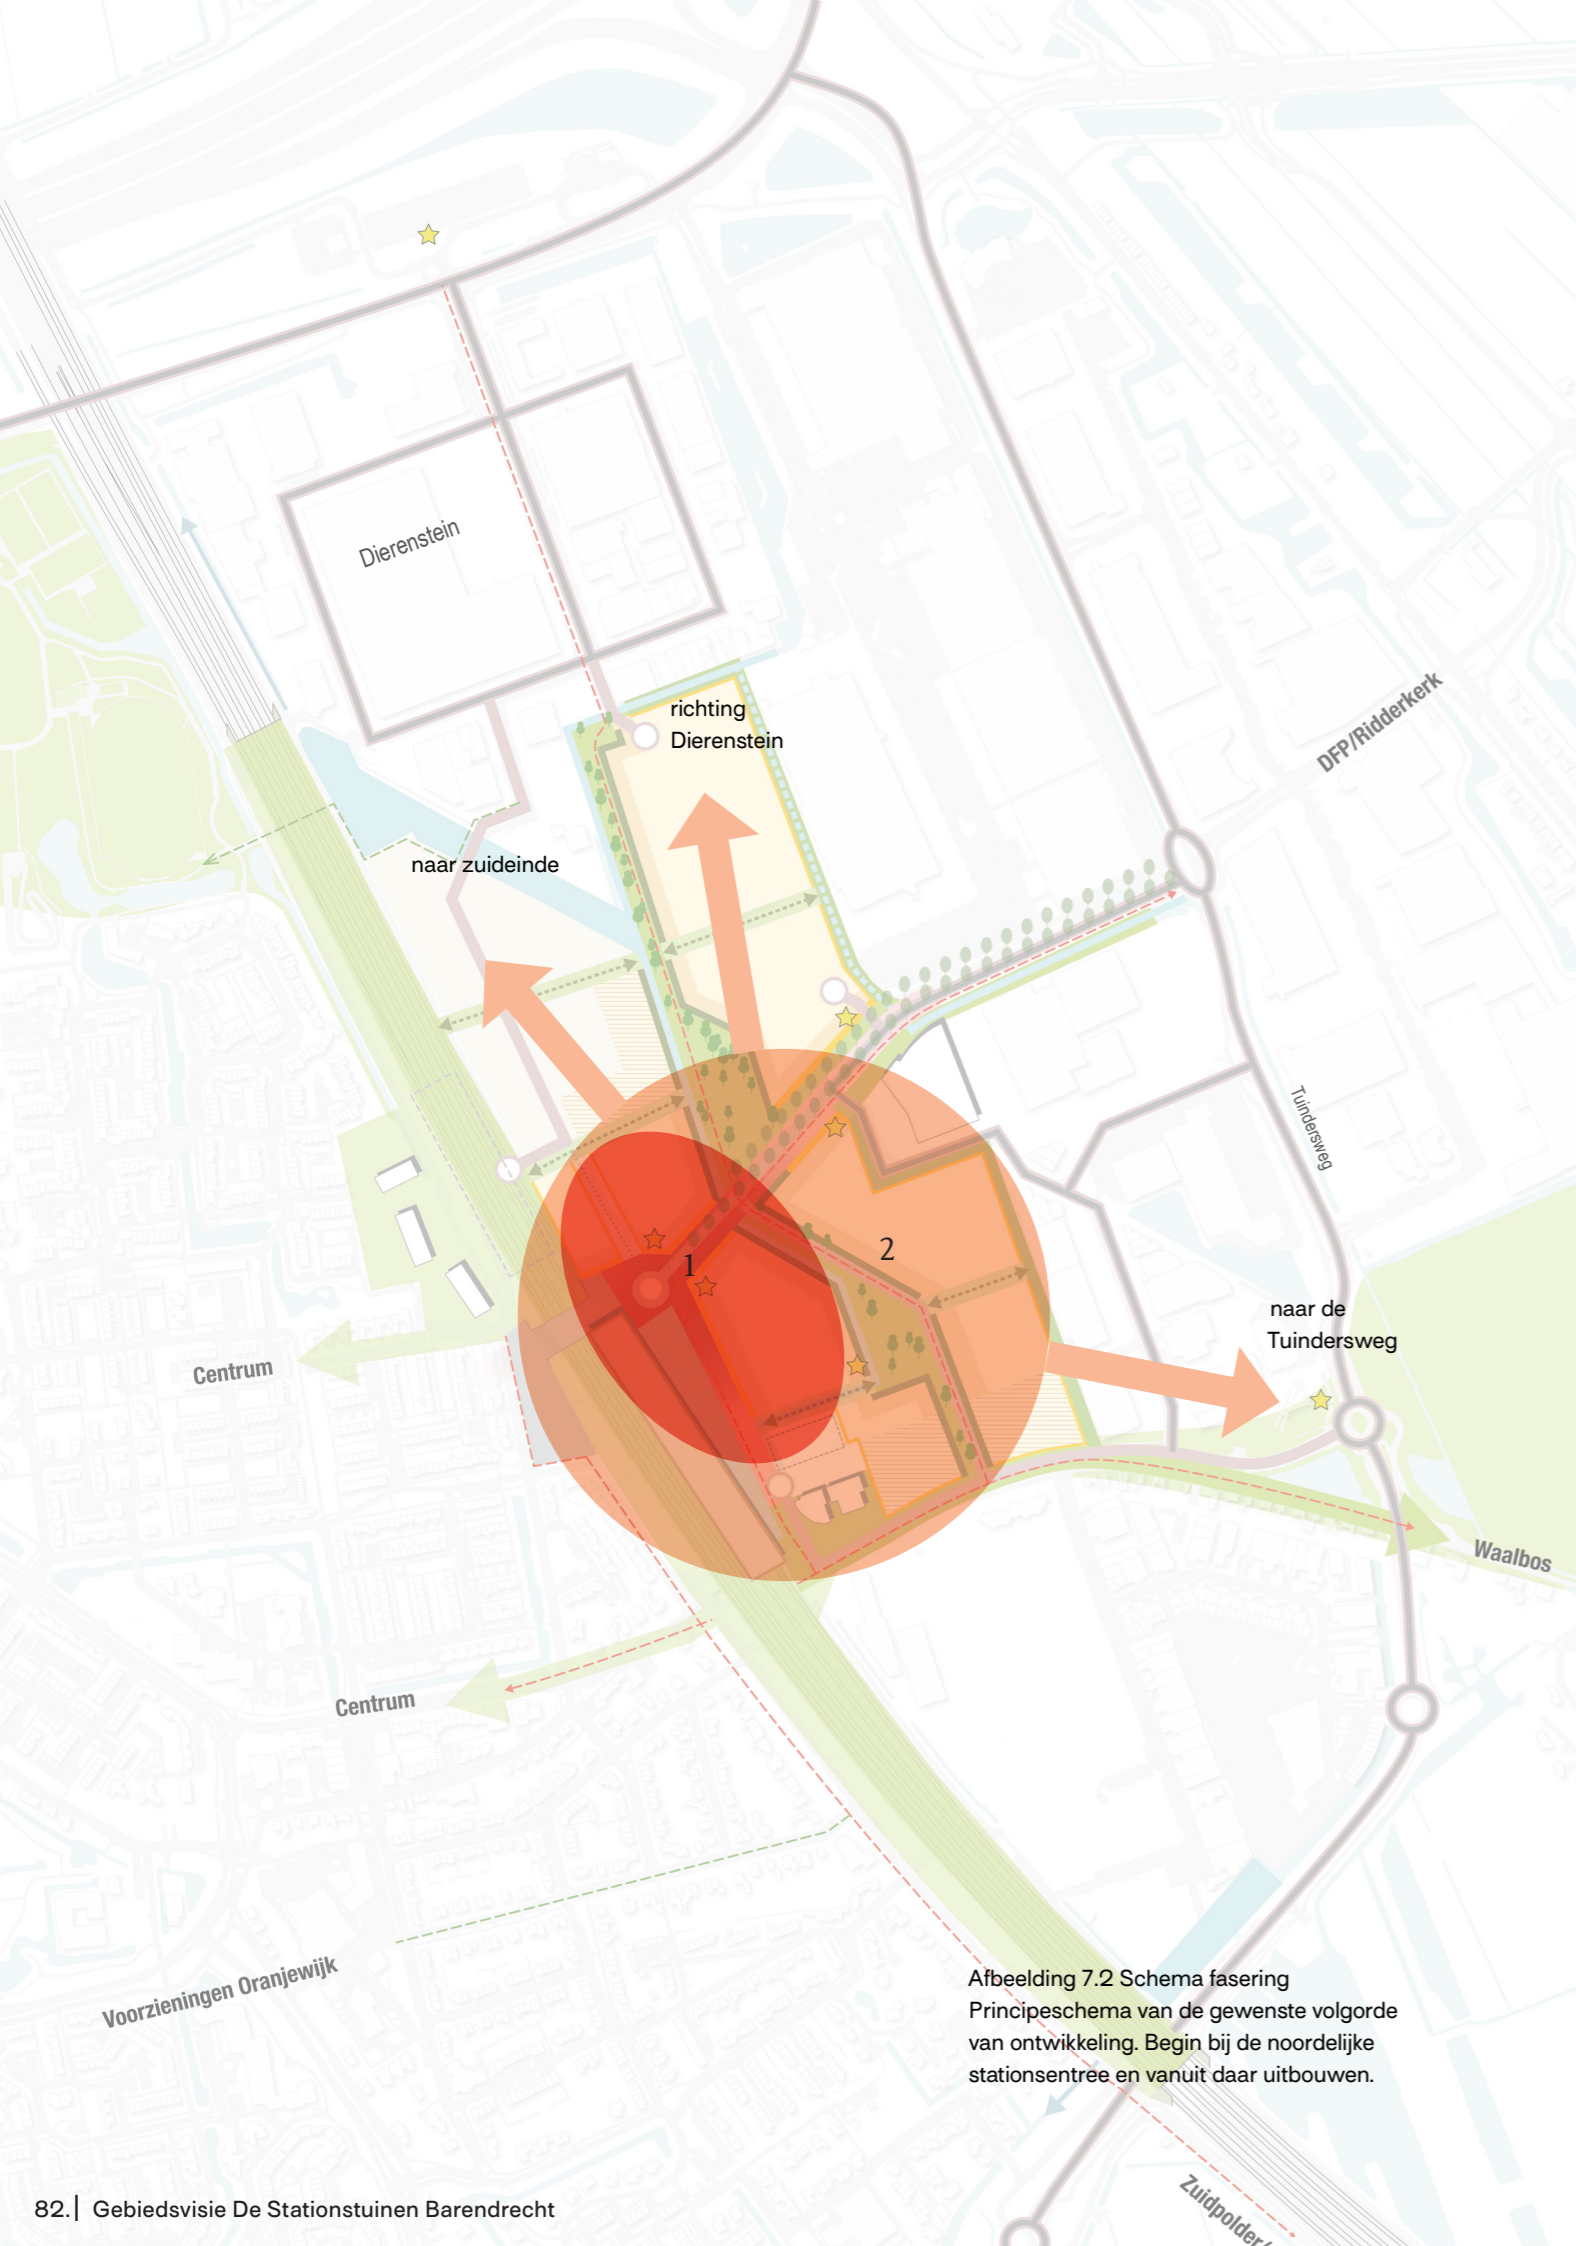 Dierenstein
richting
Dierenstein
DFP/Ridderkerk
naar zuideinde
Tuindersweg
1
2
naar de
Tuindersweg
Centrum
Waalbos
Centrum
Voorzieningen Oranjewijk
Afbeelding 7.2 Schema fasering
Principeschema van de gewenste volgorde
van ontwikkeling. Begin bij de noordelijke
stationsentree en vanuit daar uitbouwen.
Zuidpolder/
82.| Gebiedsvisie De Stationstuinen Barendrecht